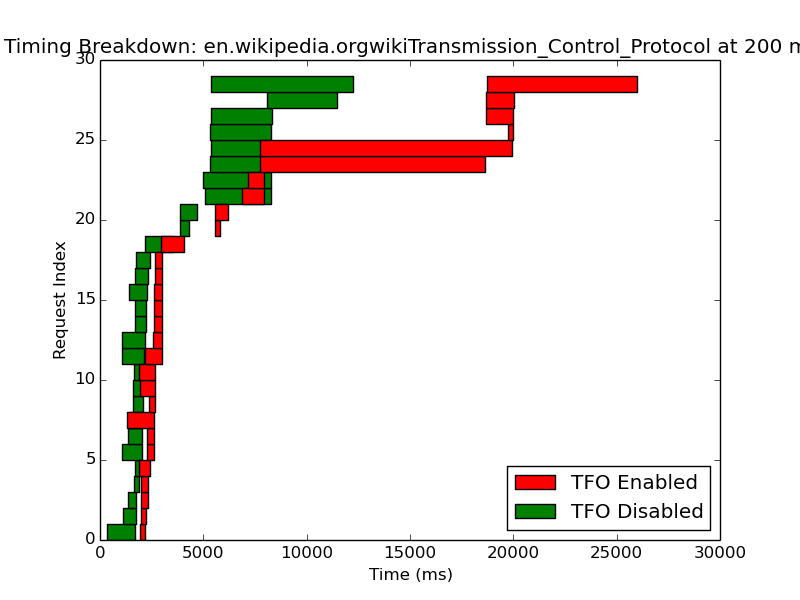 Timing Breakdown: en.wikipedia.orgwikiTransmission_Control_Protocol at 200 m
30
25
20
15
10
5
0
Request Index
0 5000 10000 15000 20000 25000 30000
Time (ms)
TFO Enabled
TFO Disabled